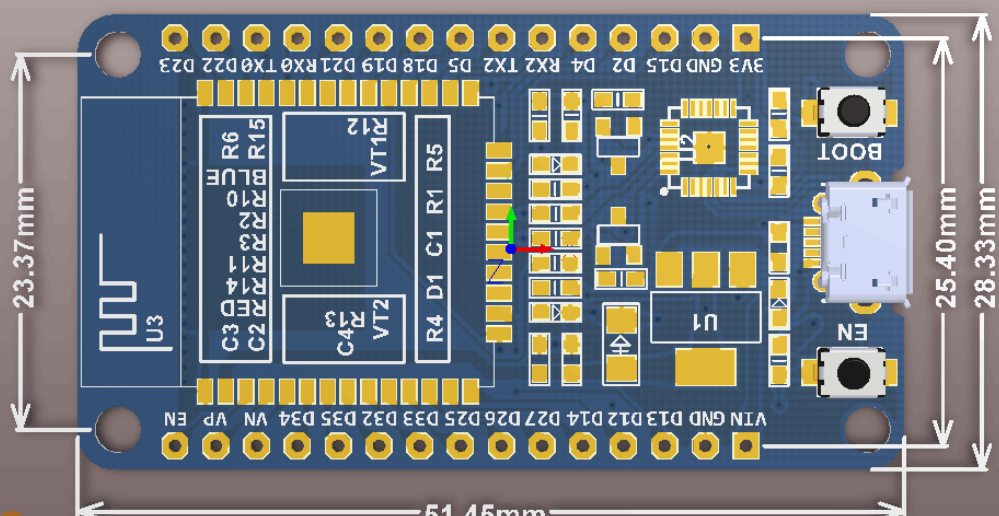 D23 D22 TX0 RX0 D21 D19 D18 D5 TX2 RX2 D4 D2 D15 GND 3V3
R6 R15
BLUE
R10
R2
R3
R11
R14
RED
C3 C2
R12
VT1
R13
C4
VT2
R5
R1
C1
D1
R4
U3
U1
BOOT
EN
EN VP VN D34 D35 D32 D33 D25 D26 D27 D14 D12 D13 GND VIN
23.37mm
25.40mm
28.33mm
51.45mm